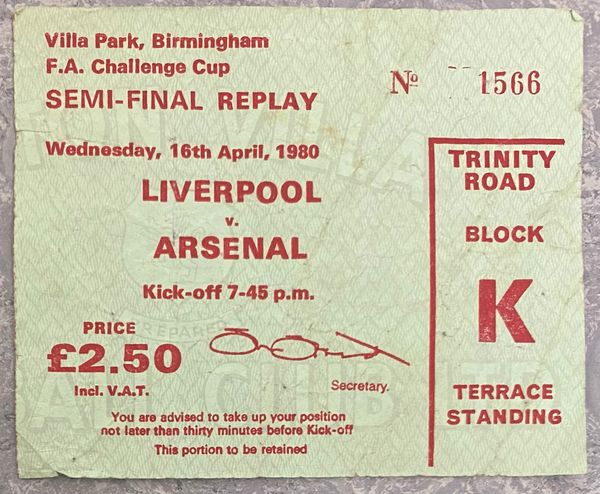 Villa Park, Birmingham
F.A. Challenge Cup
SEMI-FINAL REPLAY
Nº 1566
Wednesday, 16th April, 1980
LIVERPOOL
v.
ARSENAL
Kick-off 7-45 p.m.
PRICE
£2.50
Incl. V.A.T.
Secretary.
You are advised to take up your position
not later than thirty minutes before Kick-off
This portion to be retained
TRINITY
ROAD
BLOCK
K
TERRACE
STANDING